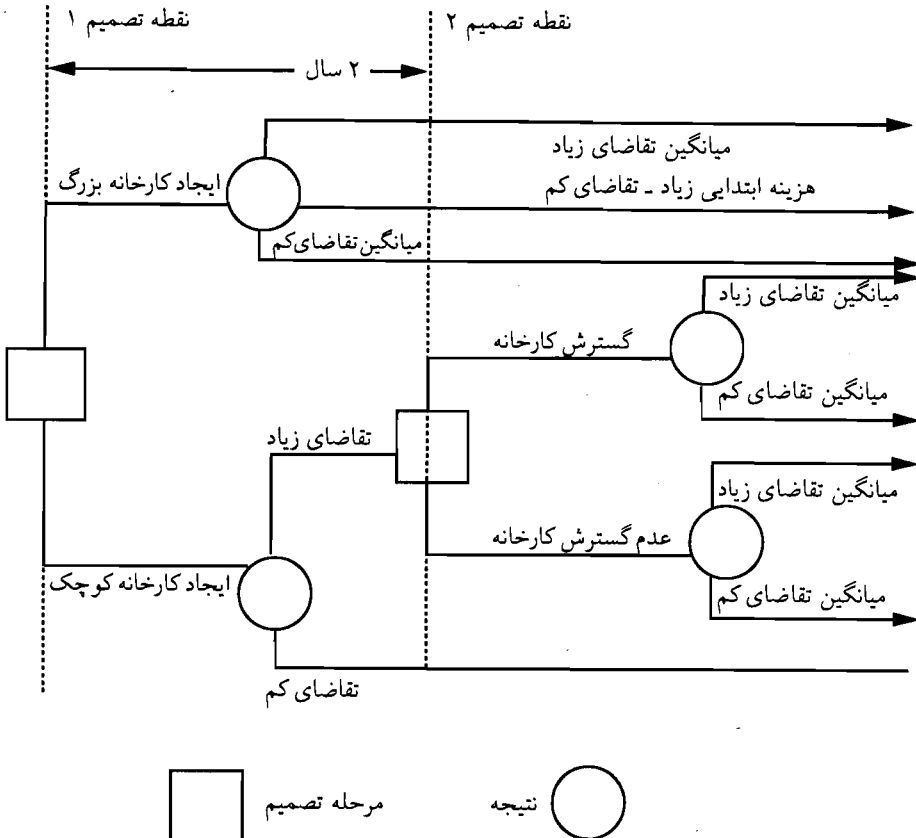 نقطه تصمیم ۱
نقطه تصمیم ۲
۲ سال
میانگین تقاضای زیاد
ایجاد کارخانه بزرگ
هزینه ابتدایی زیاد ـ تقاضای کم
میانگین تقاضای کم
میانگین تقاضای زیاد
گسترش کارخانه
میانگین تقاضای کم
تقاضای زیاد
میانگین تقاضای زیاد
عدم گسترش کارخانه
ایجاد کارخانه کوچک
میانگین تقاضای کم
تقاضای کم
مرحله تصمیم
نتیجه